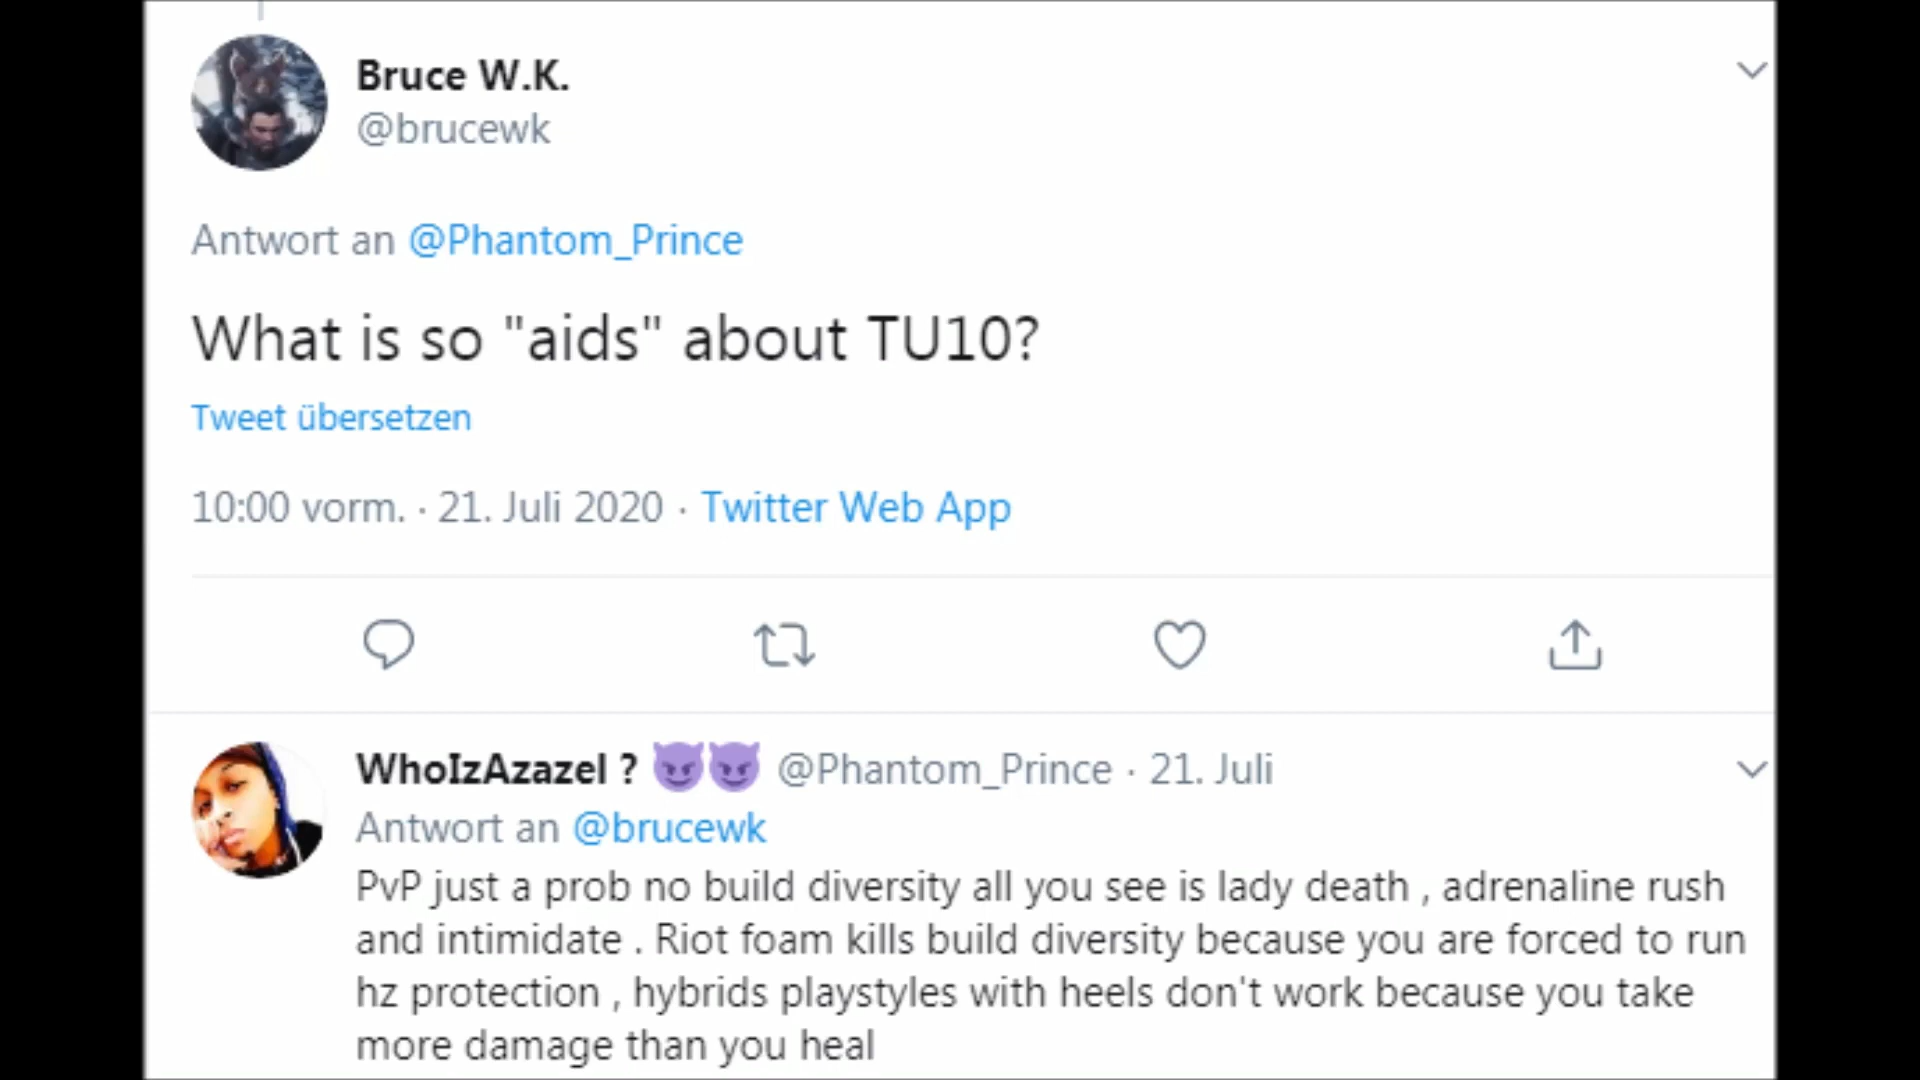 Bruce W.K.
@brucewk
Antwort an @Phantom_Prince
What is so "aids" about TU10?
Tweet übersetzen
10:00 vorm. · 21. Juli 2020 · Twitter Web App
WhoIzAzazel ? 😈😈 @Phantom_Prince · 21. Juli
Antwort an @brucewk
PvP just a prob no build diversity all you see is lady death , adrenaline rush
and intimidate . Riot foam kills build diversity because you are forced to run
hz protection , hybrids playstyles with heels don't work because you take
more damage than you heal